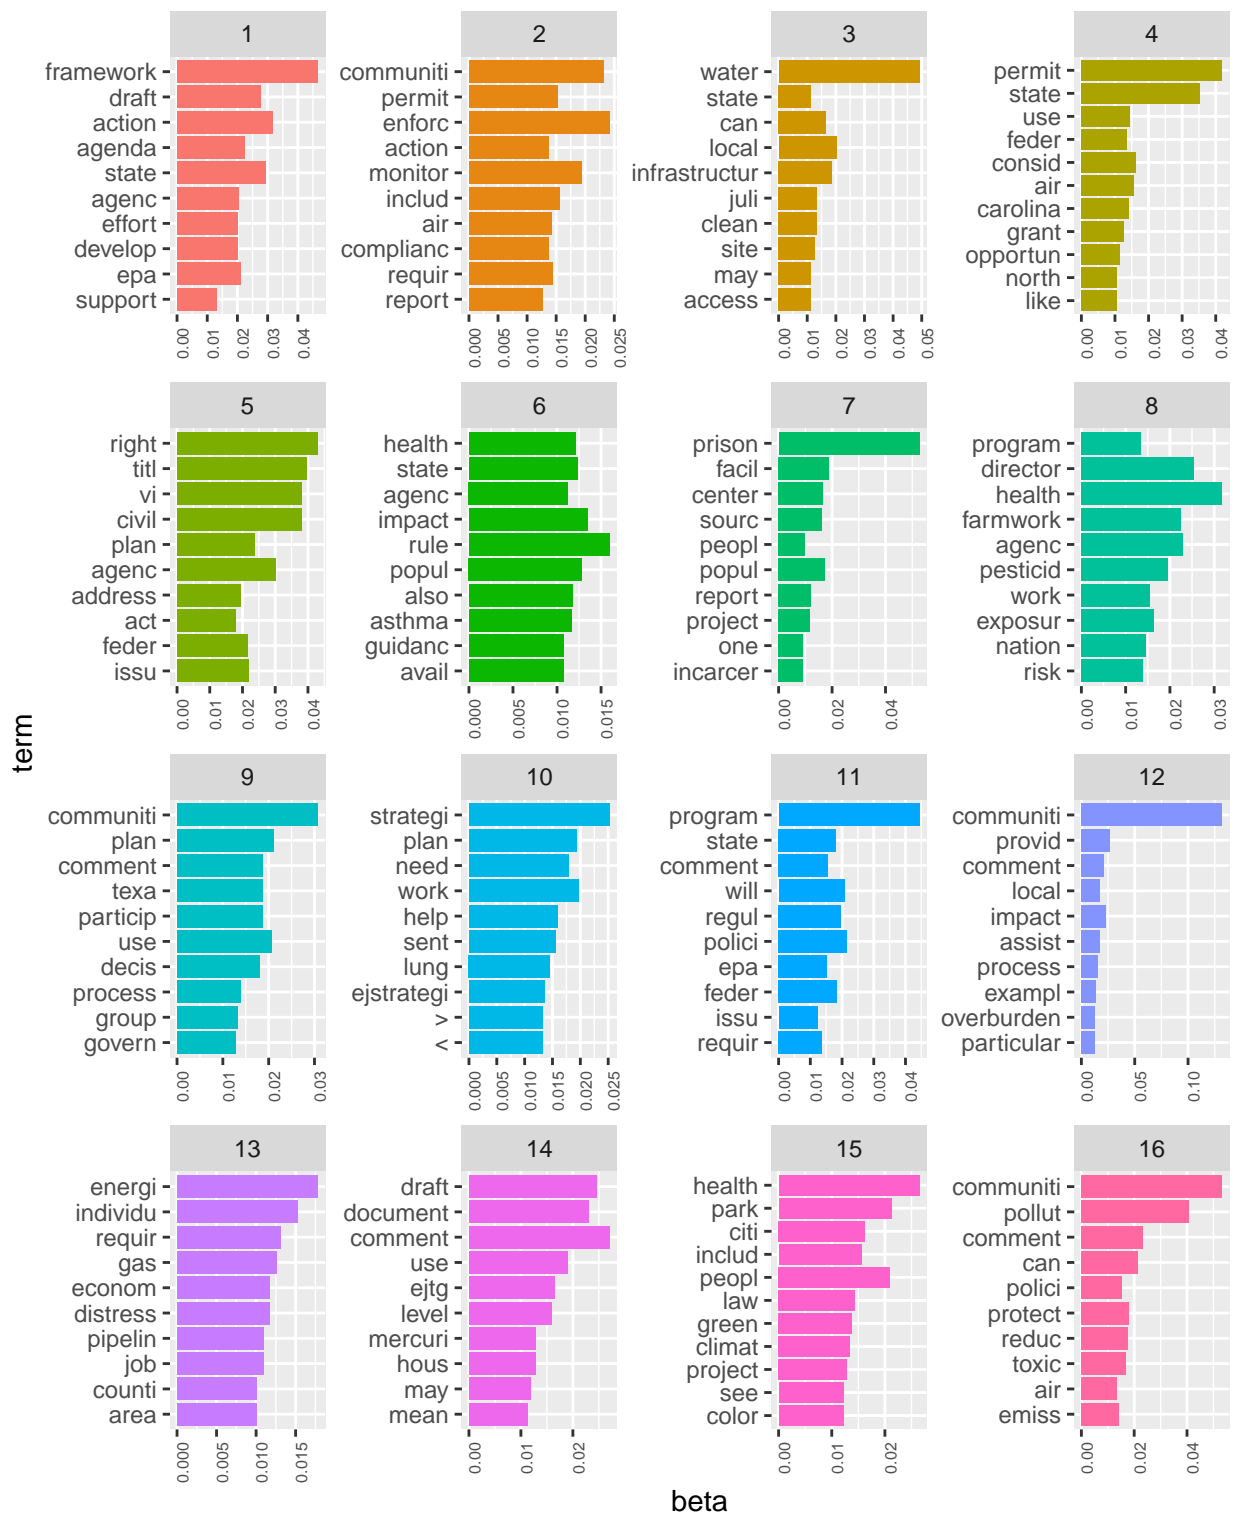 1
framework
draft
action
agenda
state
agenc
effort
develop
epa
support
0.00 0.01 0.02 0.03 0.04
2
communiti
permit
enforc
action
monitor
includ
air
complianc
requir
report
0.000 0.005 0.010 0.015 0.020 0.025
3
water
state
can
local
infrastructur
juli
clean
site
may
access
0.00 0.01 0.02 0.03 0.04 0.05
4
permit
state
use
feder
consid
air
carolina
grant
opportun
north
like
0.00 0.01 0.02 0.03 0.04
5
right
titl
vi
civil
plan
agenc
address
act
feder
issu
0.00 0.01 0.02 0.03 0.04
6
health
state
agenc
impact
rule
popul
also
asthma
guidanc
avail
0.000 0.005 0.010 0.015
7
prison
facil
center
sourc
peopl
popul
report
project
one
incarcer
0.00 0.02 0.04
8
program
director
health
farmwork
agenc
pesticid
work
exposur
nation
risk
0.00 0.01 0.02 0.03
term
9
communiti
plan
comment
texa
particip
use
decis
process
group
govern
0.00 0.01 0.02 0.03
10
strategi
plan
need
work
help
sent
lung
ejstrategi
>
<
0.000 0.005 0.010 0.015 0.020 0.025
11
program
state
comment
will
regul
polici
epa
feder
issu
requir
0.00 0.01 0.02 0.03 0.04
12
communiti
provid
comment
local
impact
assist
process
exampl
overburden
particular
0.00 0.05 0.10
13
energi
individu
requir
gas
econom
distress
pipelin
job
counti
area
0.000 0.005 0.010 0.015
14
draft
document
comment
use
ejtg
level
mercuri
hous
may
mean
0.00 0.01 0.02
15
health
park
citi
includ
peopl
law
green
climat
project
see
color
0.00 0.01 0.02
16
communiti
pollut
comment
can
polici
protect
reduc
toxic
air
emiss
0.00 0.02 0.04
beta